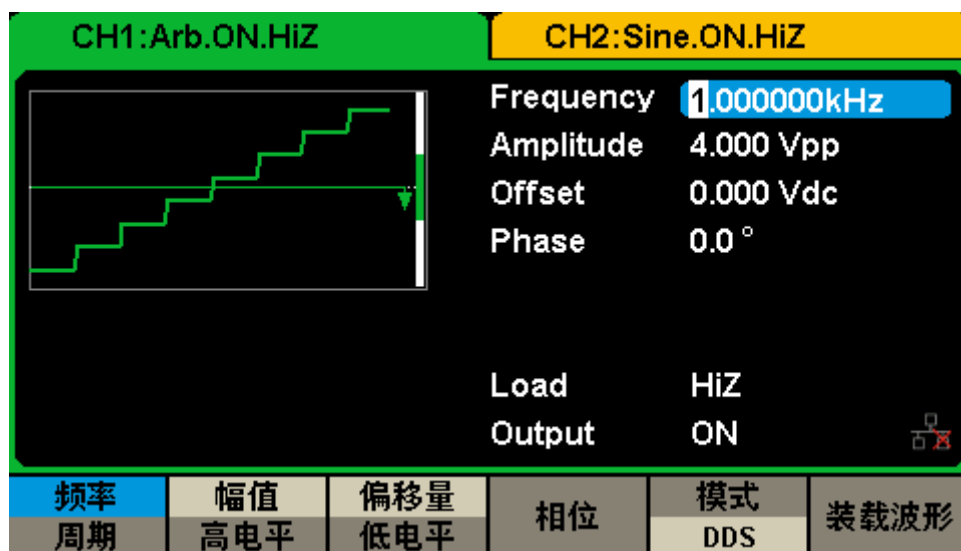 CH1:Arb.ON.HiZ
CH2:Sine.ON.HiZ
Frequency 1.000000kHz
Amplitude 4.000 Vpp
Offset 0.000 Vdc
Phase 0.0 °
Load HiZ
Output ON
频率 幅值 偏移量 相位 模式 装载波形
周期 高电平 低电平 DDS